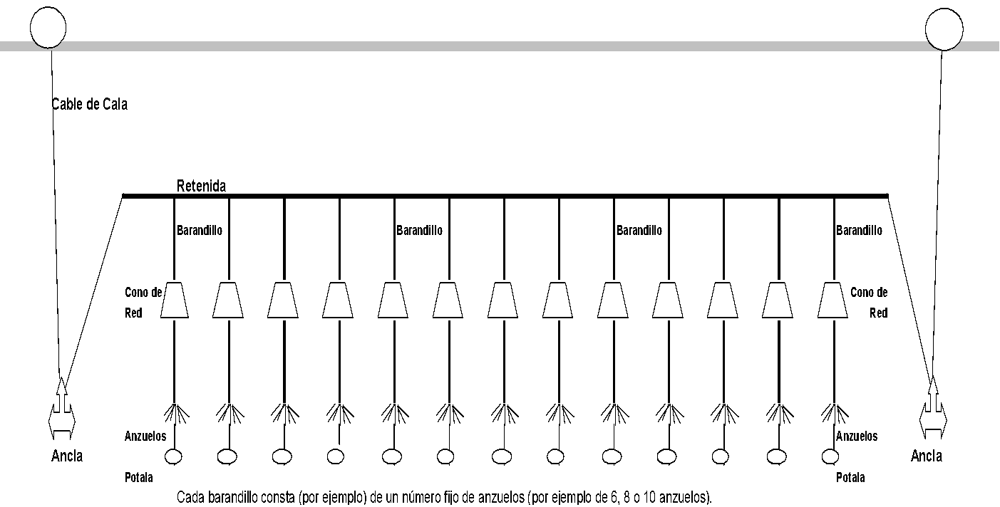 Cable de Cala
Retenida
Barandillo
Barandillo
Barandillo
Barandillo
Cono de
Red
Cono de
Red
Anzuelos
Anzuelos
Ancla
Ancla
Potala
Potala
Cada barandillo consta (por ejemplo) de un número fijo de anzuelos (por ejemplo de 6, 8 o 10 anzuelos).